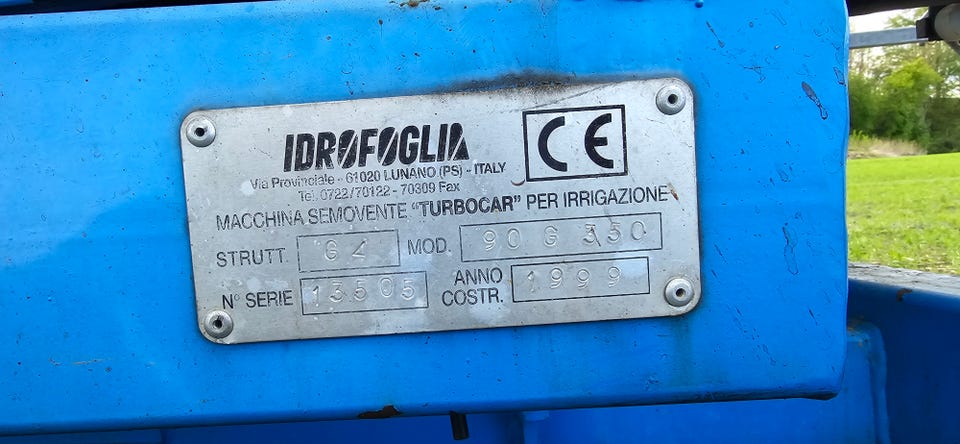 IDROFOGLIA
CE
Via Provinciale - 61020 LUNANO (PS) - ITALY
Tel. 0722/70122 - 70309 Fax
MACCHINA SEMOVENTE "TURBOCAR" PER IRRIGAZIONE
STRUTT. G 4 MOD. 90 G 350
N° SERIE 13505 ANNO COSTR. 1999